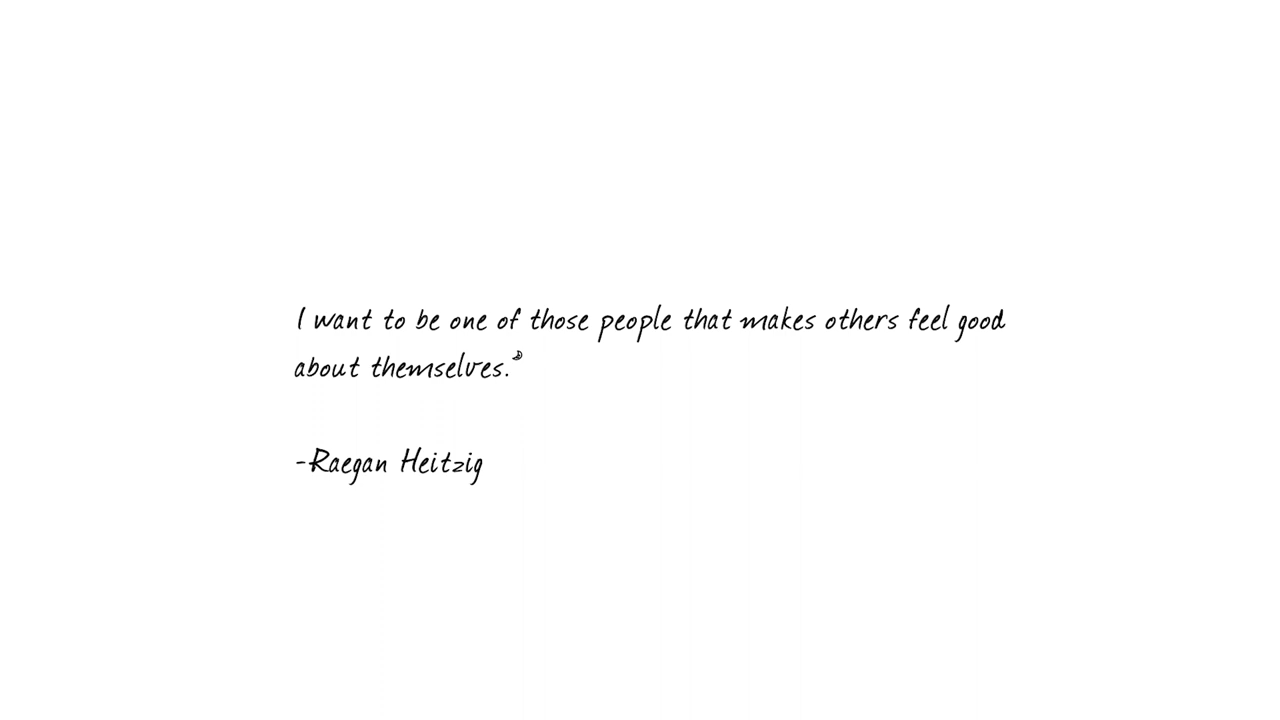 I want to be one of those people that makes others feel good
about themselves.
-Raegan Heitzig